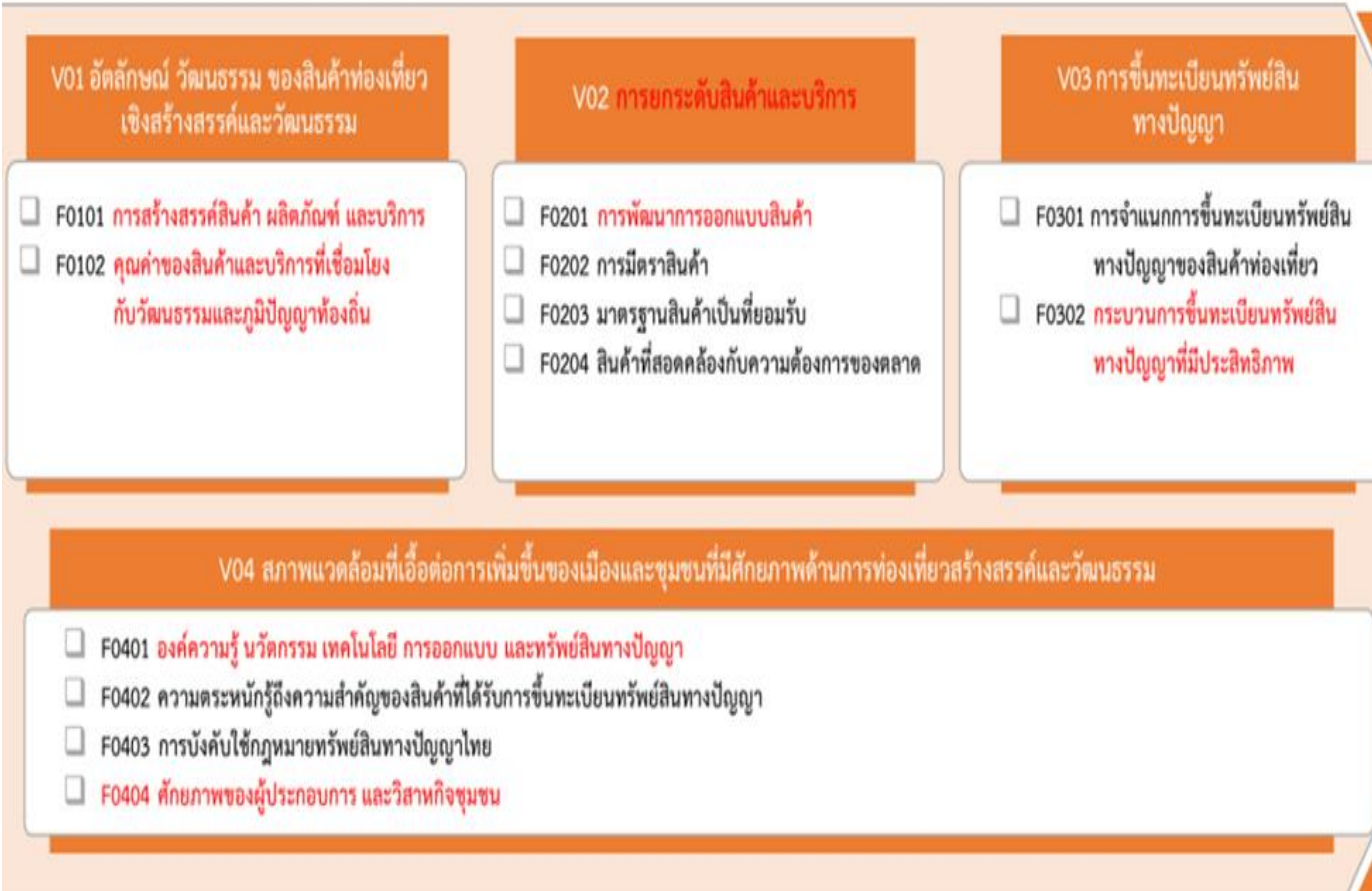 V01 อัตลักษณ์ วัฒนธรรม ของสินค้าท่องเที่ยว
เชิงสร้างสรรค์และวัฒนธรรม
F0101 การสร้างสรรค์สินค้า ผลิตภัณฑ์ และบริการ
F0102 คุณค่าของสินค้าและบริการที่เชื่อมโยง
กับวัฒนธรรมและภูมิปัญญาท้องถิ่น
V02 การยกระดับสินค้าและบริการ
F0201 การพัฒนาการออกแบบสินค้า
F0202 การมีตราสินค้า
F0203 มาตรฐานสินค้าเป็นที่ยอมรับ
F0204 สินค้าที่สอดคล้องกับความต้องการของตลาด
V03 การขึ้นทะเบียนทรัพย์สิน
ทางปัญญา
F0301 การจำแนกการขึ้นทะเบียนทรัพย์สิน
ทางปัญญาของสินค้าท่องเที่ยว
F0302 กระบวนการขึ้นทะเบียนทรัพย์สิน
ทางปัญญาที่มีประสิทธิภาพ
V04 สภาพแวดล้อมที่เอื้อต่อการเพิ่มขึ้นของเมืองและชุมชนที่มีศักยภาพด้านการท่องเที่ยวสร้างสรรค์และวัฒนธรรม
F0401 องค์ความรู้ นวัตกรรม เทคโนโลยี การออกแบบ และทรัพย์สินทางปัญญา
F0402 ความตระหนักรู้ถึงความสำคัญของสินค้าที่ได้รับการขึ้นทะเบียนทรัพย์สินทางปัญญา
F0403 การบังคับใช้กฎหมายทรัพย์สินทางปัญญาไทย
F0404 ศักยภาพของผู้ประกอบการ และวิสาหกิจชุมชน